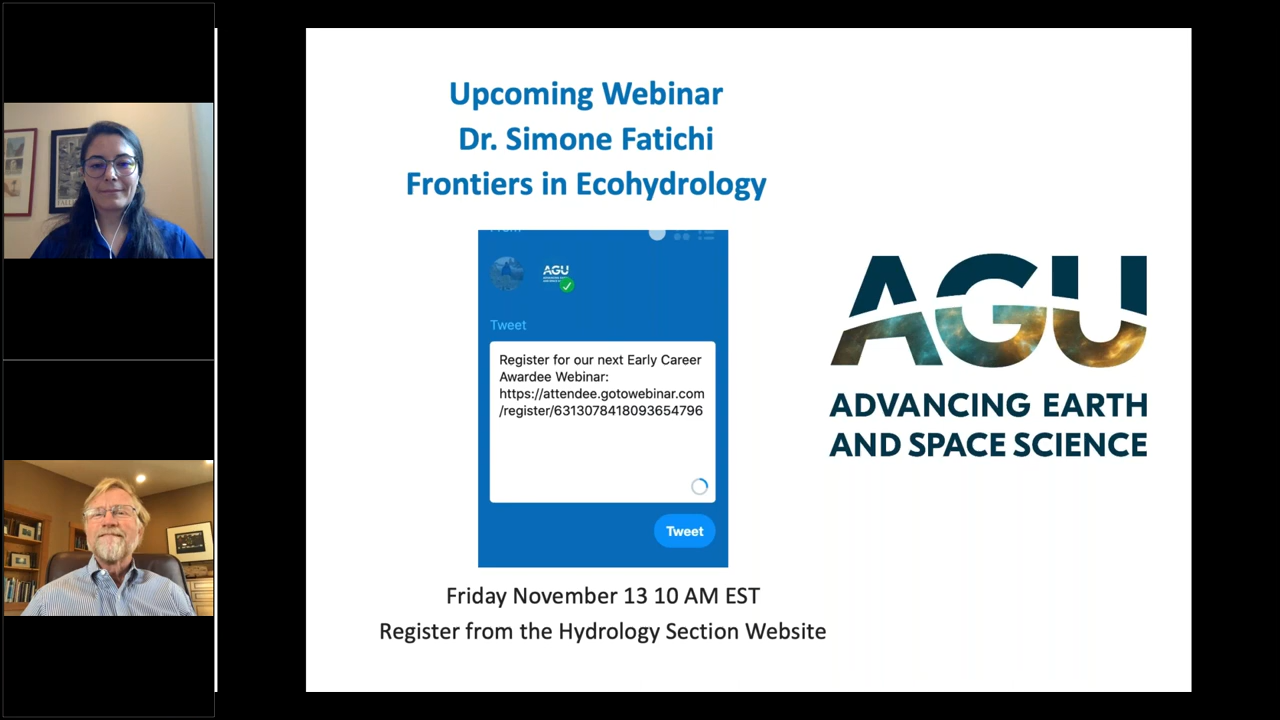 Upcoming Webinar
Dr. Simone Fatichi
Frontiers in Ecohydrology
AGU
Tweet
Register for our next Early Career
Awardee Webinar:
https://attendee.gotowebinar.com
/register/6313078418093654796
Tweet
Friday November 13 10 AM EST
Register from the Hydrology Section Website
AGU
ADVANCING EARTH
AND SPACE SCIENCE